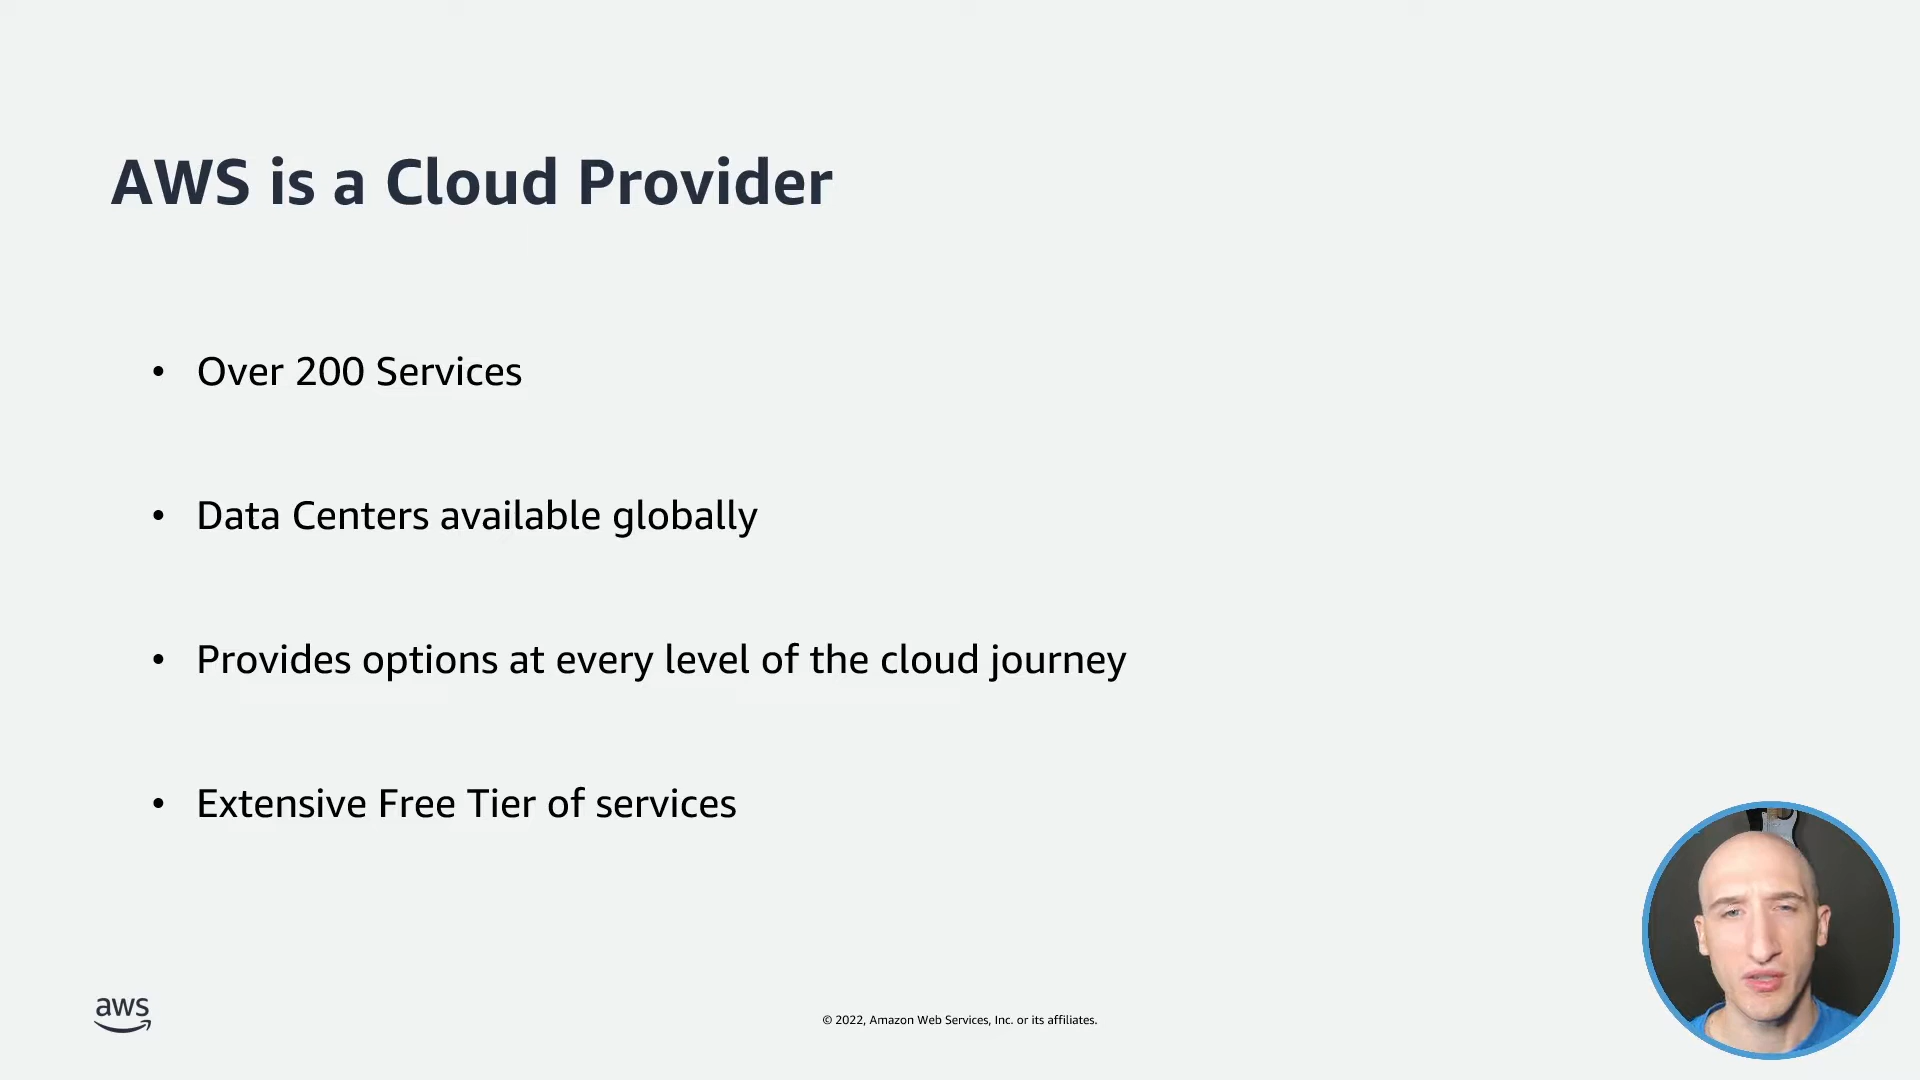 AWS is a Cloud Provider
• Over 200 Services
• Data Centers available globally
• Provides options at every level of the cloud journey
• Extensive Free Tier of services
aws
© 2022, Amazon Web Services, Inc. or its affiliates.